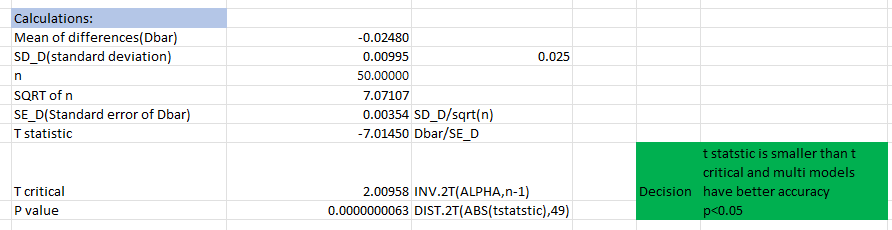 Calculations:
Mean of differences(Dbar) -0.02480
SD_D(standard deviation) 0.00995 0.025
n 50.00000
SQRT of n 7.07107
SE_D(Standard error of Dbar) 0.00354 SD_D/sqrt(n)
T statistic -7.01450 Dbar/SE_D
t statstic is smaller than t
critical and multi models
T critical 2.00958 INV.2T(ALPHA,n-1) Decision have better accuracy
P value 0.0000000063 DIST.2T(ABS(tstatstic),49) p<0.05